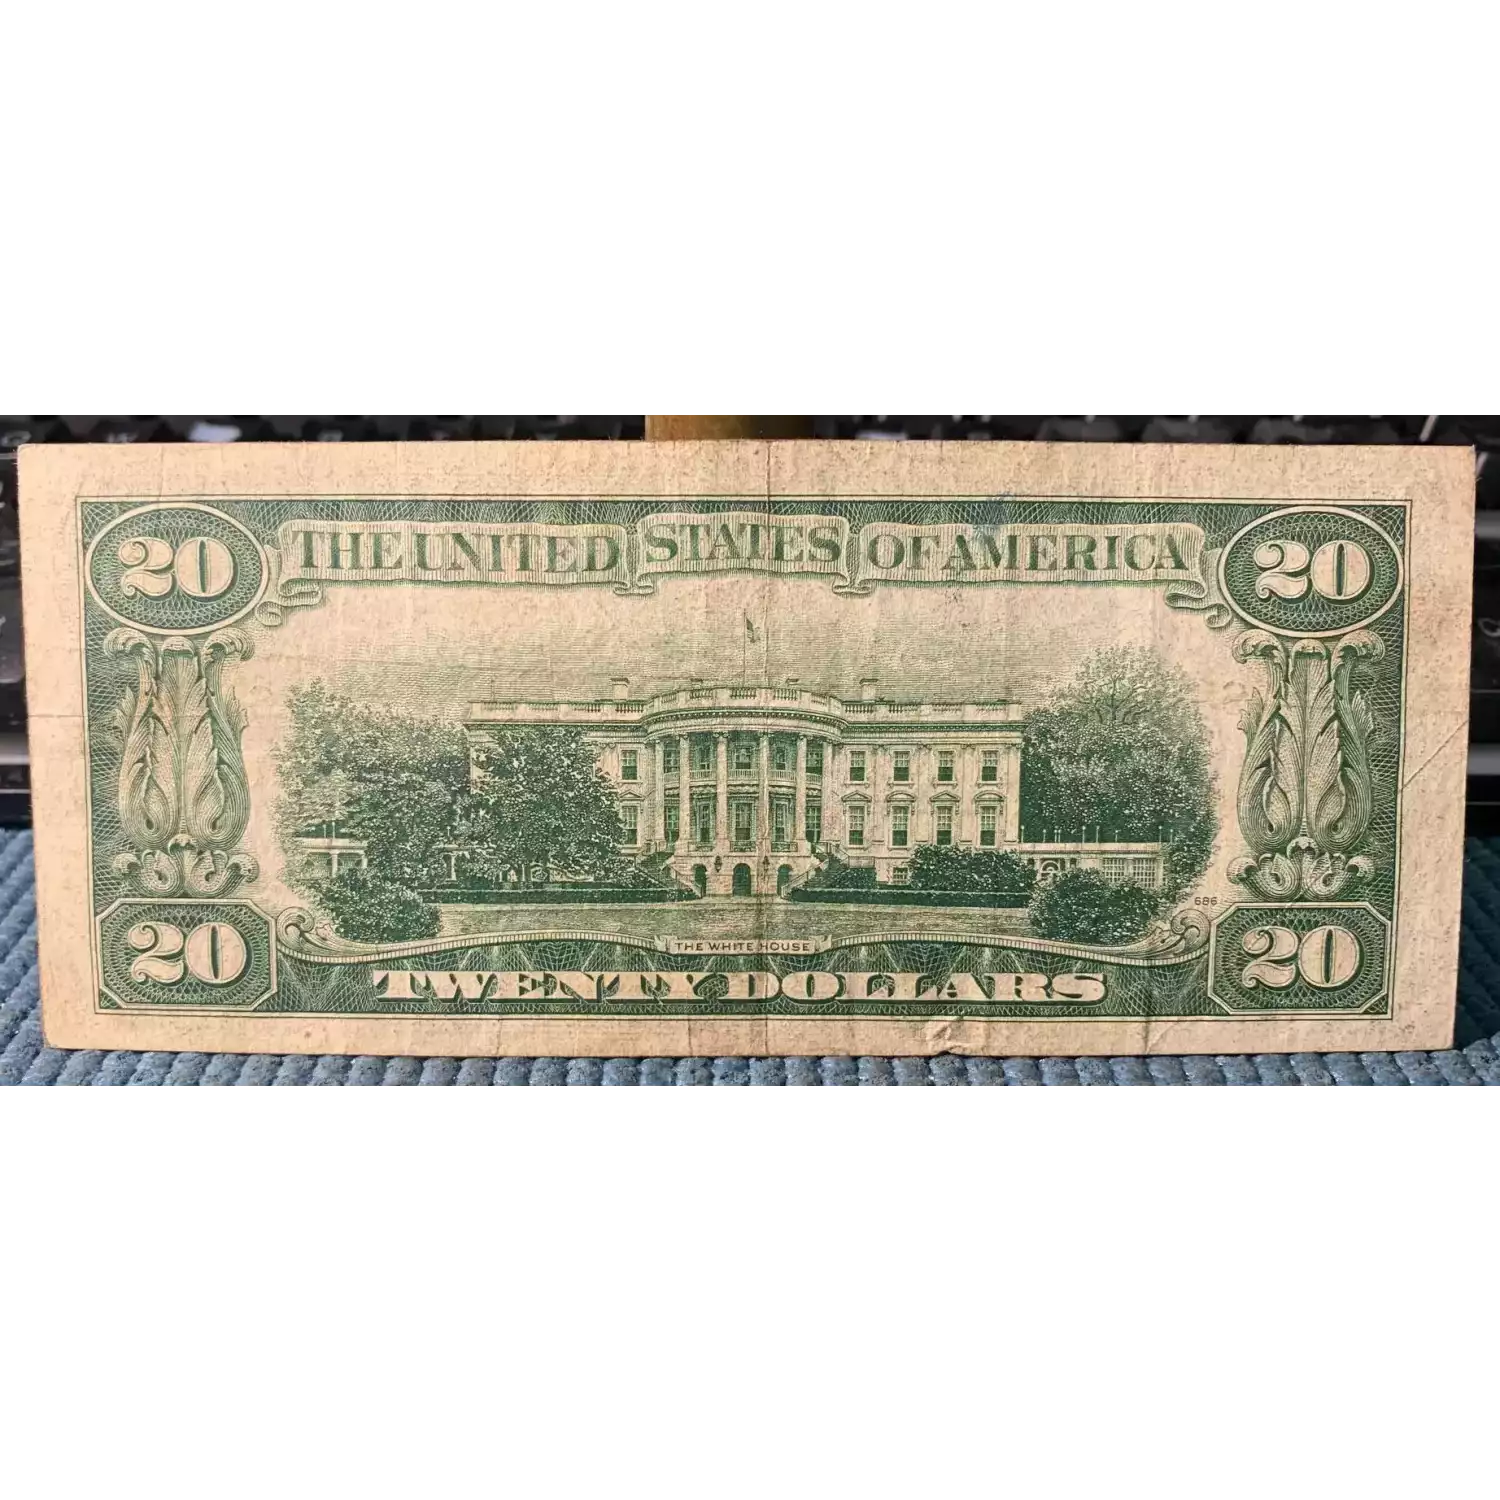 20 THE UNITED STATES OF AMERICA 20
686
THE WHITE HOUSE
20 TWENTY DOLLARS 20